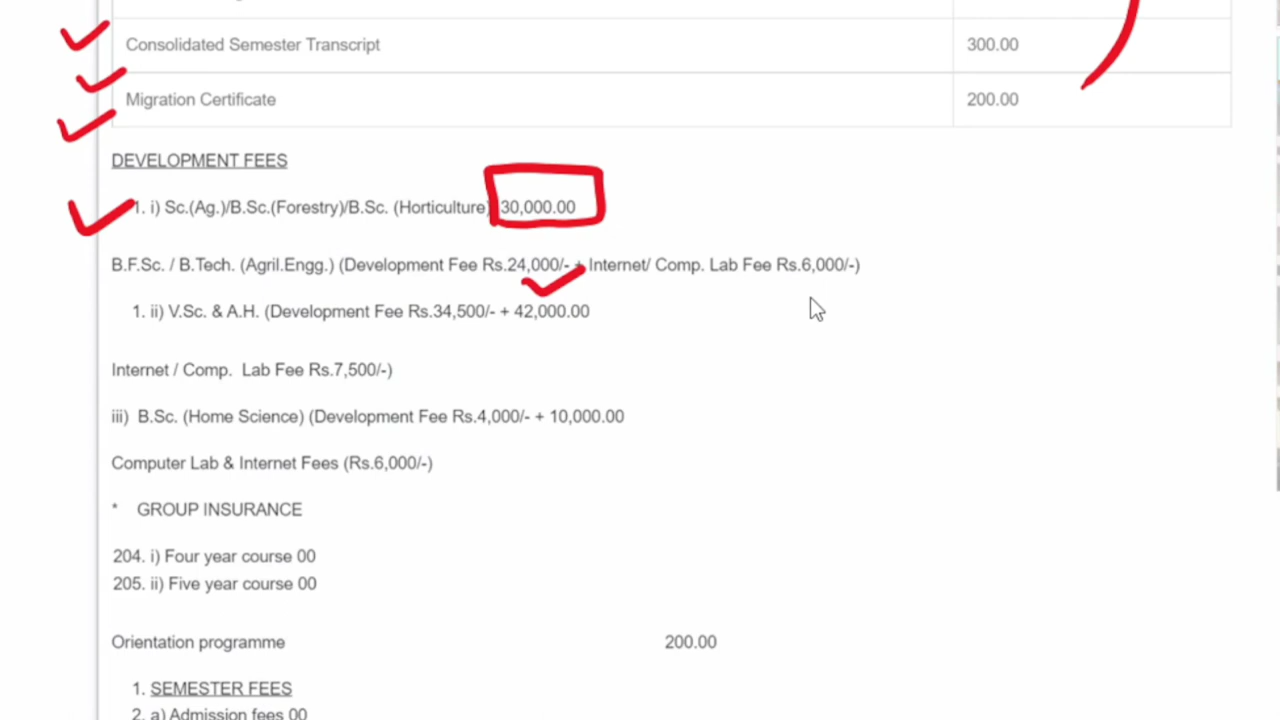 Consolidated Semester Transcript 300.00
Migration Certificate 200.00
DEVELOPMENT FEES
1. i) Sc.(Ag.)/B.Sc.(Forestry)/B.Sc. (Horticulture) 30,000.00
B.F.Sc. / B.Tech. (Agril.Engg.) (Development Fee Rs.24,000/- + Internet/ Comp. Lab Fee Rs.6,000/-)
1. ii) V.Sc. & A.H. (Development Fee Rs.34,500/- + 42,000.00
Internet / Comp. Lab Fee Rs.7,500/-)
iii) B.Sc. (Home Science) (Development Fee Rs.4,000/- + 10,000.00
Computer Lab & Internet Fees (Rs.6,000/-)
* GROUP INSURANCE
204. i) Four year course 00
205. ii) Five year course 00
Orientation programme 200.00
1. SEMESTER FEES
2. a) Admission fees 00